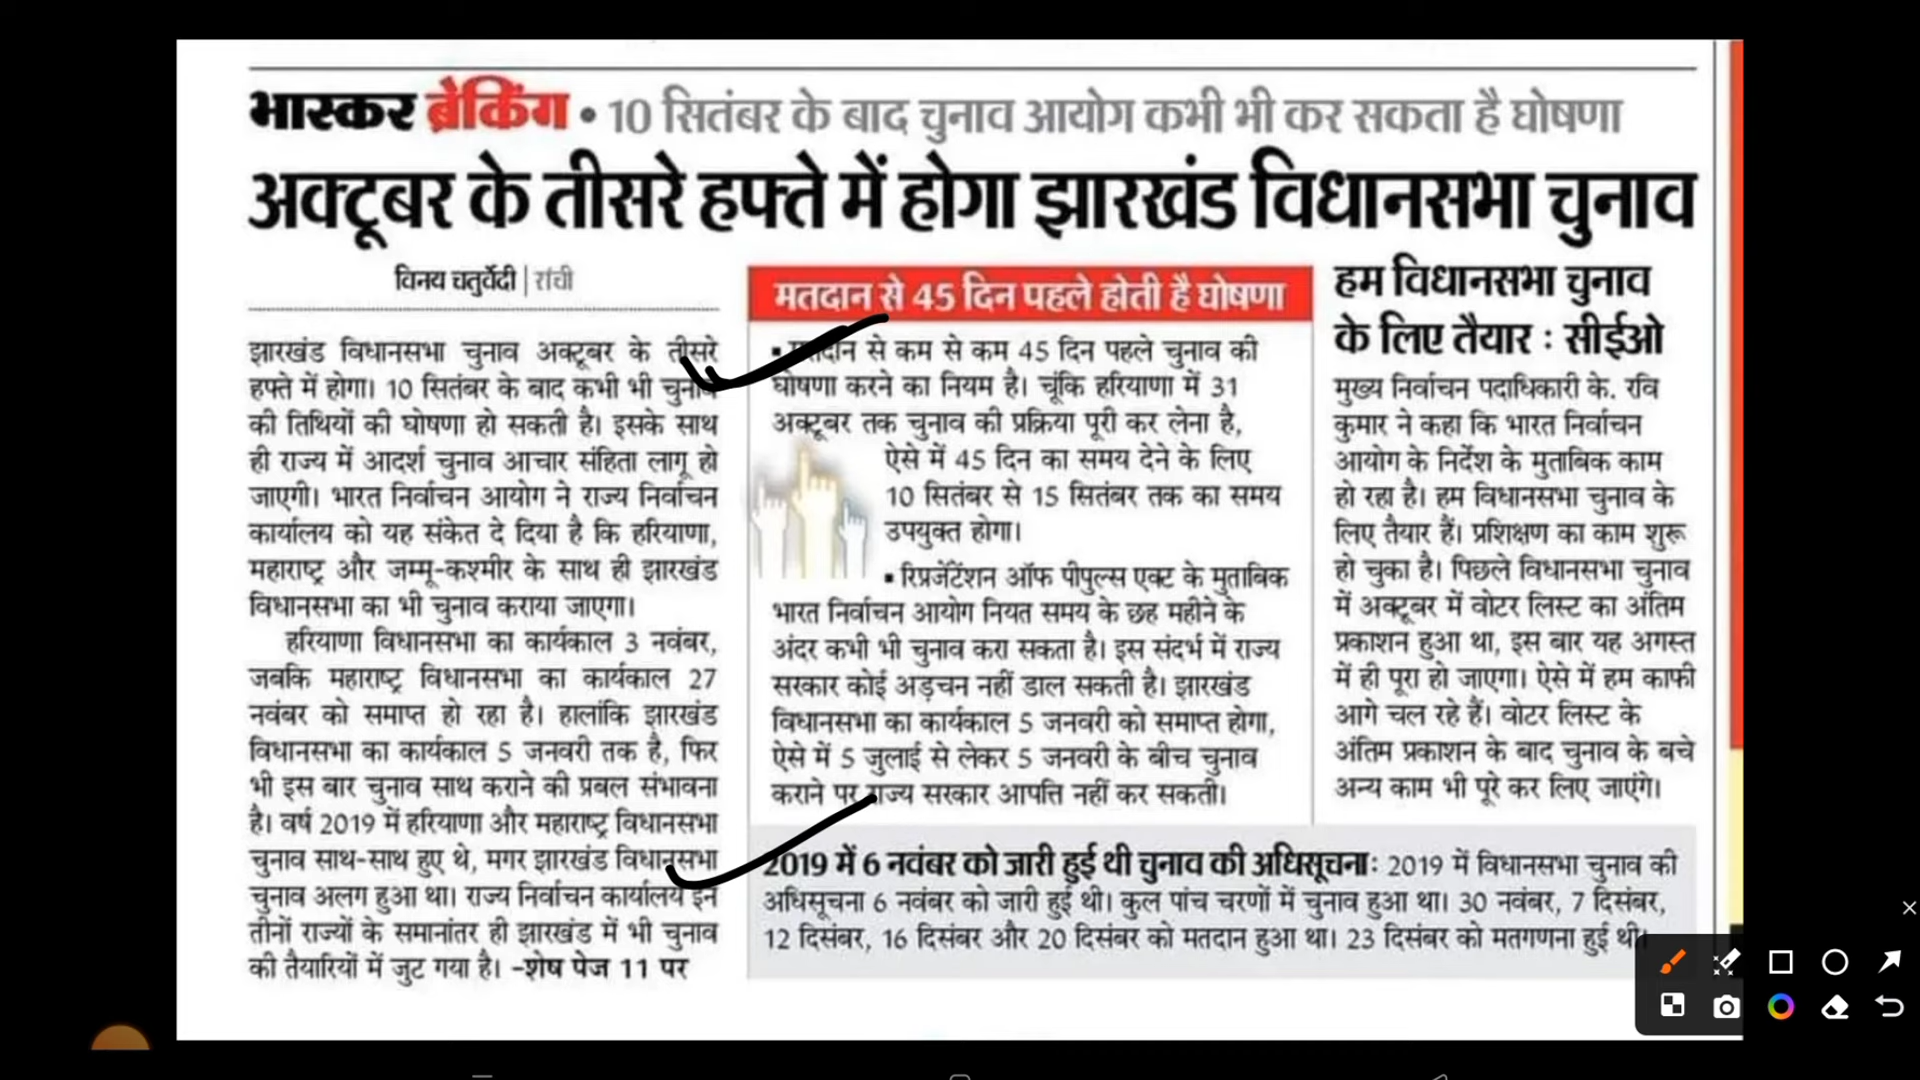 भास्कर ब्रेकिंग • 10 सितंबर के बाद चुनाव आयोग कभी भी कर सकता है घोषणा
अक्टूबर के तीसरे हफ्ते में होगा झारखंड विधानसभा चुनाव
विनय चतुर्वेदी | रांची
झारखंड विधानसभा चुनाव अक्टूबर के तीसरे
हफ्ते में होगा। 10 सितंबर के बाद कभी भी चुनाव
की तिथियों की घोषणा हो सकती है। इसके साथ
ही राज्य में आदर्श चुनाव आचार संहिता लागू हो
जाएगी। भारत निर्वाचन आयोग ने राज्य निर्वाचन
कार्यालय को यह संकेत दे दिया है कि हरियाणा,
महाराष्ट्र और जम्मू-कश्मीर के साथ ही झारखंड
विधानसभा का भी चुनाव कराया जाएगा।
हरियाणा विधानसभा का कार्यकाल 3 नवंबर,
जबकि महाराष्ट्र विधानसभा का कार्यकाल 27
नवंबर को समाप्त हो रहा है। हालांकि झारखंड
विधानसभा का कार्यकाल 5 जनवरी तक है, फिर
भी इस बार चुनाव साथ कराने की प्रबल संभावना
है। वर्ष 2019 में हरियाणा और महाराष्ट्र विधानसभा
चुनाव साथ-साथ हुए थे, मगर झारखंड विधानसभा
चुनाव अलग हुआ था। राज्य निर्वाचन कार्यालय इन
तीनों राज्यों के समानांतर ही झारखंड में भी चुनाव
की तैयारियों में जुट गया है। -शेष पेज 11 पर
मतदान से 45 दिन पहले होती है घोषणा
▪ मतदान से कम से कम 45 दिन पहले चुनाव की
घोषणा करने का नियम है। चूंकि हरियाणा में 31
अक्टूबर तक चुनाव की प्रक्रिया पूरी कर लेना है,
ऐसे में 45 दिन का समय देने के लिए
10 सितंबर से 15 सितंबर तक का समय
उपयुक्त होगा।
▪ रिप्रजेंटेंशन ऑफ पीपुल्स एक्ट के मुताबिक
भारत निर्वाचन आयोग नियत समय के छह महीने के
अंदर कभी भी चुनाव करा सकता है। इस संदर्भ में राज्य
सरकार कोई अड़चन नहीं डाल सकती है। झारखंड
विधानसभा का कार्यकाल 5 जनवरी को समाप्त होगा,
ऐसे में 5 जुलाई से लेकर 5 जनवरी के बीच चुनाव
कराने पर राज्य सरकार आपत्ति नहीं कर सकती।
हम विधानसभा चुनाव
के लिए तैयार : सीईओ
मुख्य निर्वाचन पदाधिकारी के. रवि
कुमार ने कहा कि भारत निर्वाचन
आयोग के निर्देश के मुताबिक काम
हो रहा है। हम विधानसभा चुनाव के
लिए तैयार हैं। प्रशिक्षण का काम शुरू
हो चुका है। पिछले विधानसभा चुनाव
में अक्टूबर में वोटर लिस्ट का अंतिम
प्रकाशन हुआ था, इस बार यह अगस्त
में ही पूरा हो जाएगा। ऐसे में हम काफी
आगे चल रहे हैं। वोटर लिस्ट के
अंतिम प्रकाशन के बाद चुनाव के बचे
अन्य काम भी पूरे कर लिए जाएंगे।
2019 में 6 नवंबर को जारी हुई थी चुनाव की अधिसूचना: 2019 में विधानसभा चुनाव की
अधिसूचना 6 नवंबर को जारी हुई थी। कुल पांच चरणों में चुनाव हुआ था। 30 नवंबर, 7 दिसंबर,
12 दिसंबर, 16 दिसंबर और 20 दिसंबर को मतदान हुआ था। 23 दिसंबर को मतगणना हुई थी।